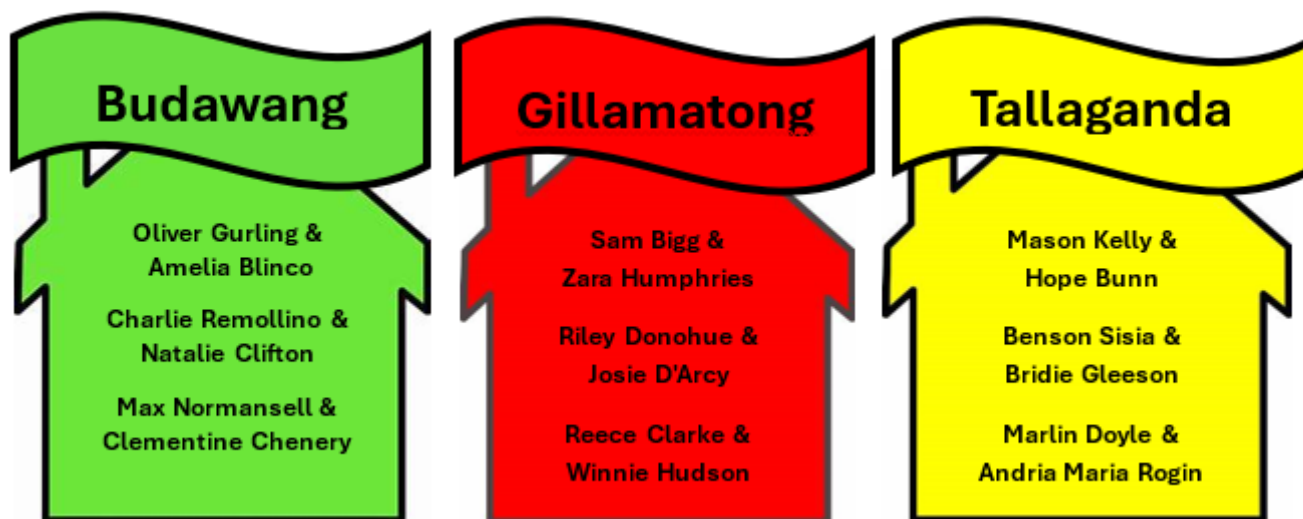 Budawang
Oliver Gurling &
Amelia Blinco
Charlie Remollino &
Natalie Clifton
Max Normansell &
Clementine Chenery
Gillamatong
Sam Bigg &
Zara Humphries
Riley Donohue &
Josie D'Arcy
Reece Clarke &
Winnie Hudson
Tallaganda
Mason Kelly &
Hope Bunn
Benson Sisia &
Bridie Gleeson
Marlin Doyle &
Andria Maria Rogin